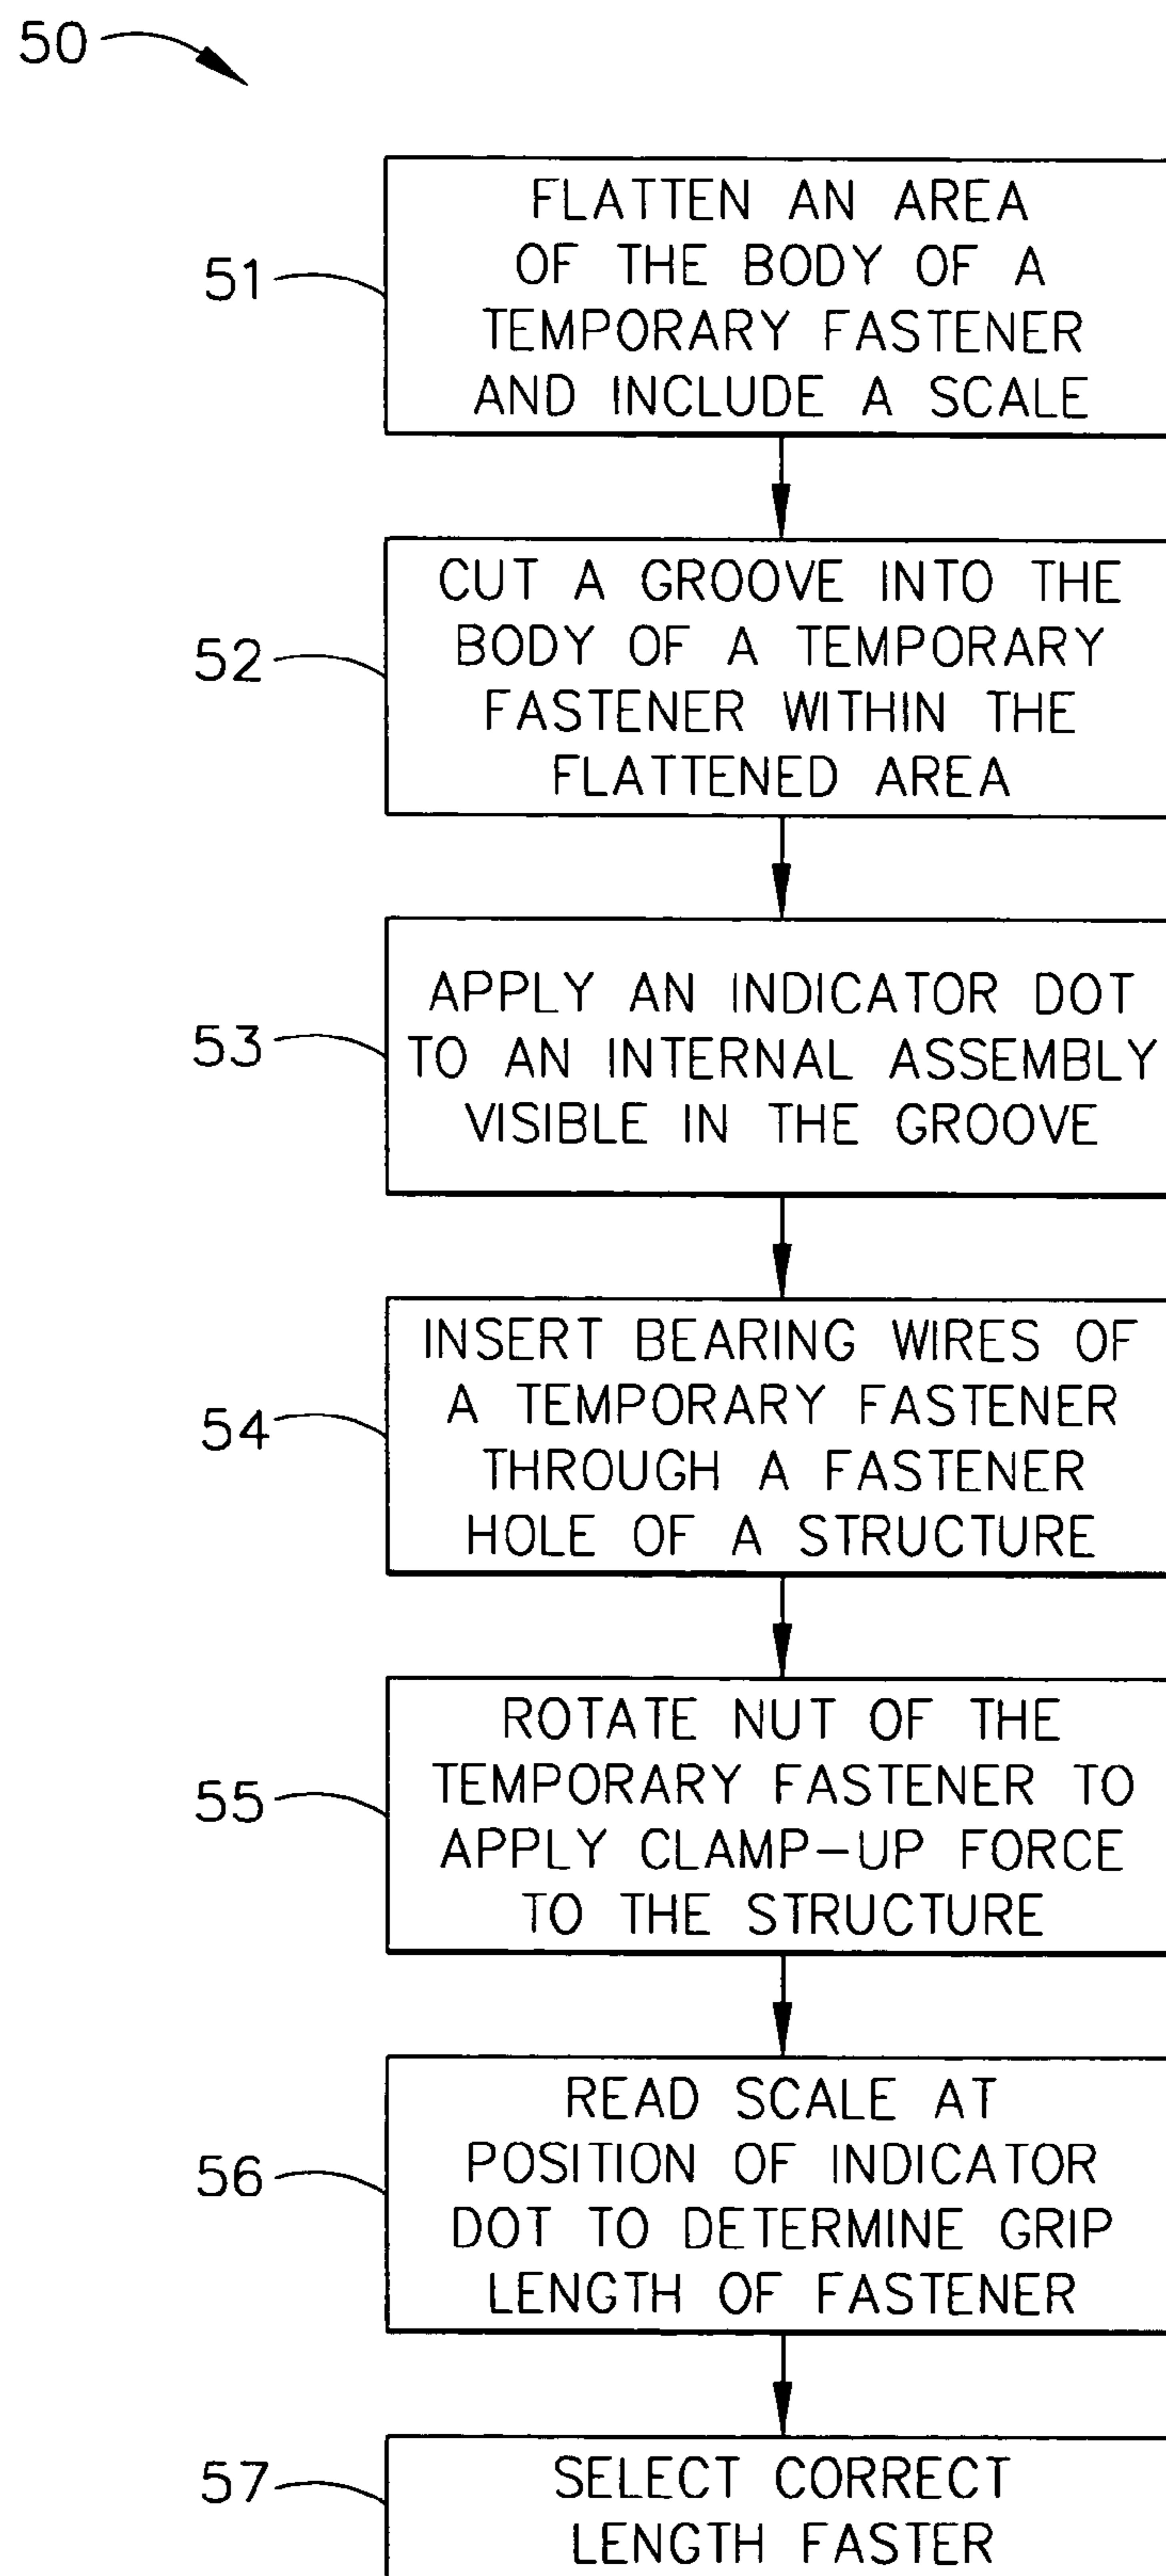 50
51
FLATTEN AN AREA
OF THE BODY OF A
TEMPORARY FASTENER
AND INCLUDE A SCALE
52
CUT A GROOVE INTO THE
BODY OF A TEMPORARY
FASTENER WITHIN THE
FLATTENED AREA
53
APPLY AN INDICATOR DOT
TO AN INTERNAL ASSEMBLY
VISIBLE IN THE GROOVE
54
INSERT BEARING WIRES OF
A TEMPORARY FASTENER
THROUGH A FASTENER
HOLE OF A STRUCTURE
55
ROTATE NUT OF THE
TEMPORARY FASTENER TO
APPLY CLAMP-UP FORCE
TO THE STRUCTURE
56
READ SCALE AT
POSITION OF INDICATOR
DOT TO DETERMINE GRIP
LENGTH OF FASTENER
57
SELECT CORRECT
LENGTH FASTER